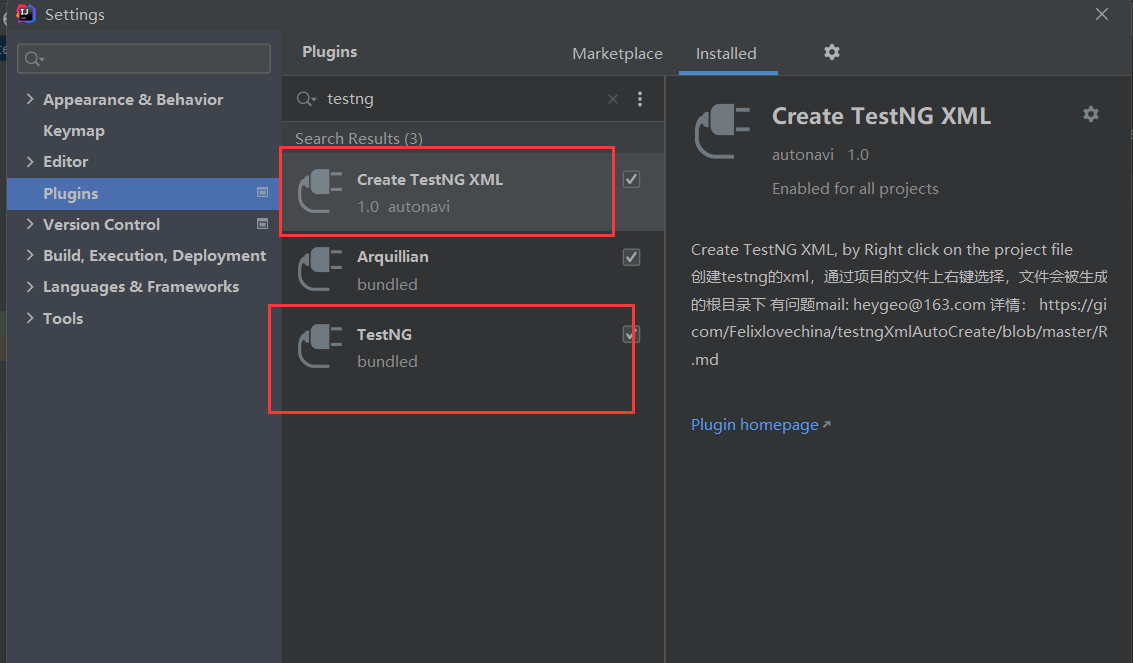 Settings
Plugins
Marketplace
Installed
Appearance & Behavior
Keymap
Editor
Plugins
Version Control
Build, Execution, Deployment
Languages & Frameworks
Tools
testng
Search Results (3)
Create TestNG XML
1.0 autonavi
Arquillian
bundled
TestNG
bundled
Create TestNG XML
autonavi 1.0
Enabled for all projects
Create TestNG XML, by Right click on the project file
创建testng的xml，通过项目的文件上右键选择，文件会被生成
的根目录下 有问题mail: heygeo@163.com 详情： https://gi
com/Felixlovechina/testngXmlAutoCreate/blob/master/R
.md
Plugin homepage